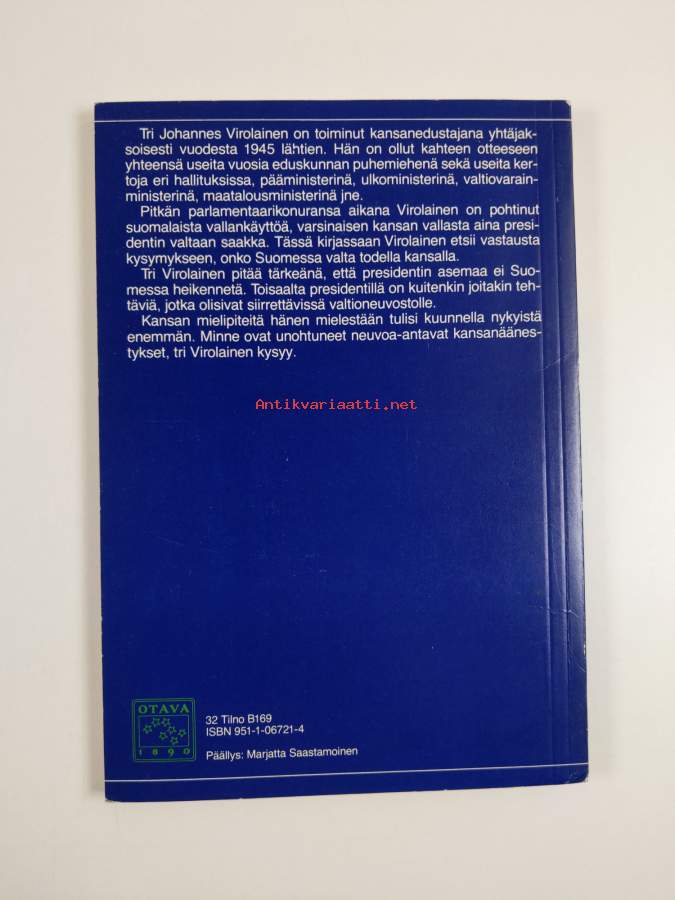 Tri Johannes Virolainen on toiminut kansanedustajana yhtäjak-
soisesti vuodesta 1945 lähtien. Hän on ollut kahteen otteeseen
yhteensä useita vuosia eduskunnan puhemiehenä sekä useita ker-
toja eri hallituksissa, pääministerinä, ulkoministerinä, valtiovarain-
ministerinä, maatalousministerinä jne.
Pitkän parlamentaarikonuransa aikana Virolainen on pohtinut
suomalaista vallankäyttöä, varsinaisen kansan vallasta aina presi-
dentin valtaan saakka. Tässä kirjassaan Virolainen etsii vastausta
kysymykseen, onko Suomessa valta todella kansalla.
Tri Virolainen pitää tärkeänä, että presidentin asemaa ei Suo-
messa heikennetä. Toisaalta presidentillä on kuitenkin joitakin teh-
täviä, jotka olisivat siirrettävissä valtioneuvostolle.
Kansan mielipiteitä hänen mielestään tulisi kuunnella nykyistä
enemmän. Minne ovat unohtuneet neuvoa-antavat kansanäänes-
tykset, tri Virolainen kysyy.
Antikvariaatti.net
OTAVA
1890
32 Tilno B169
ISBN 951-1-06721-4
Päällys: Marjatta Saastamoinen